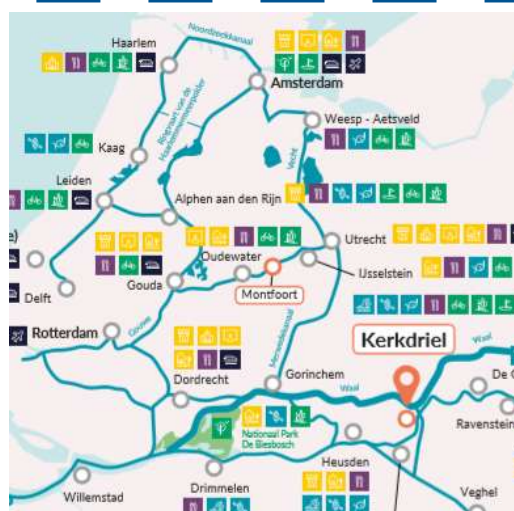 Noordzeekanaal
Haarlem
Amsterdam
Ringvaart van de
Haarlemmermeerpolder
Weesp - Aetsveld
Kaag
Vecht
Leiden
Alphen aan den Rijn
e)
Utrecht
Oudewater
IJsselstein
Delft
Gouda
Montfoort
Gouwe
Merwedekanaal
Rotterdam
Kerkdriel
Dordrecht
Gorinchem
Waal
Waal
De G
Ravenstein
Nationaal Park
De Biesbosch
Heusden
Willemstad
Drimmelen
Veghel